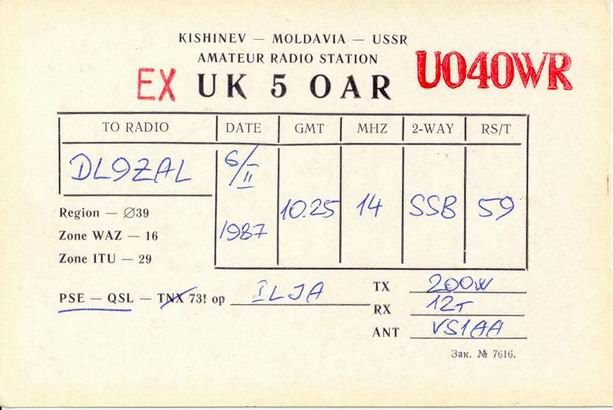 KISHINEV — MOLDAVIA — USSR
AMATEUR RADIO STATION
EX UK 5 OAR UO4OWR
TO RADIO DATE GMT MHZ 2-WAY RS/T
DL9ZAL 6/II 1987 10.25 14 SSB 59
Region — Ø39
Zone WAZ — 16
Zone ITU — 29
PSE — QSL — TNX 73! op ILJA
TX 200W
RX 12T
ANT VS1AA
Зак. № 7616.